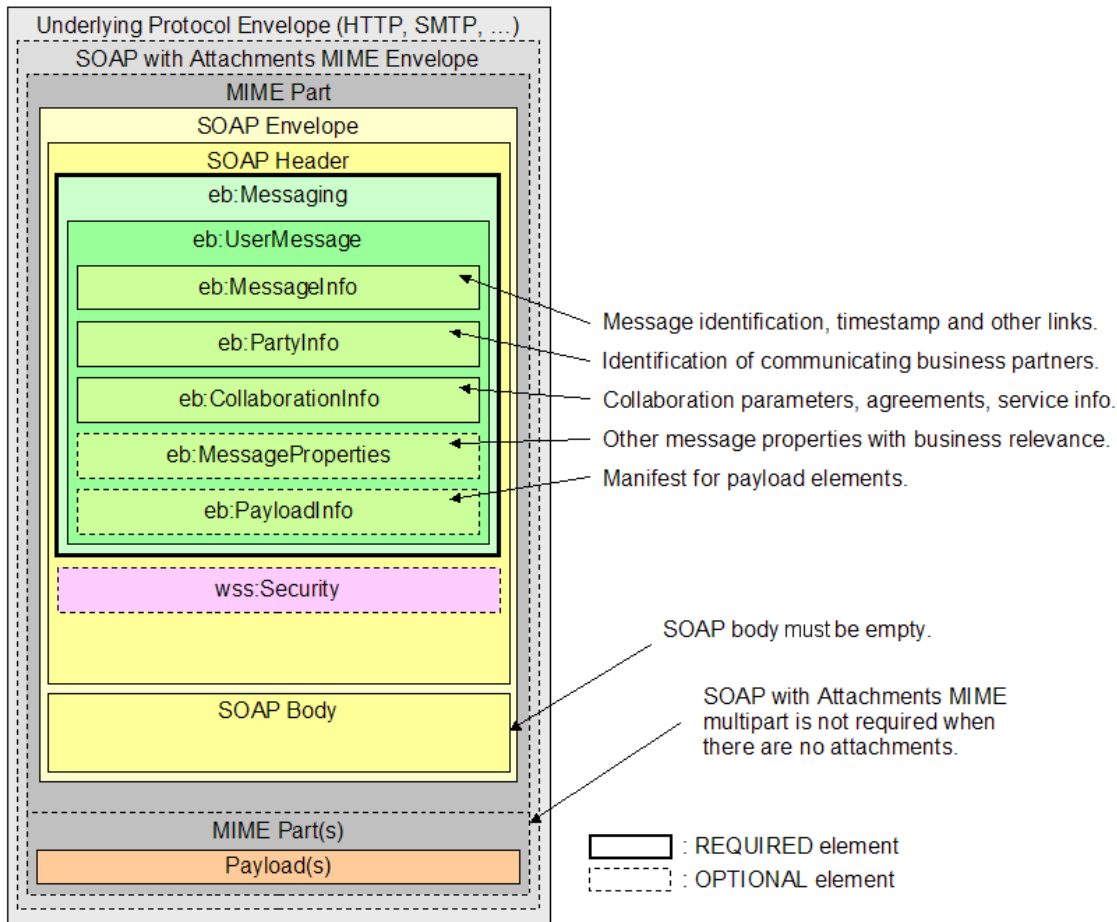 Underlying Protocol Envelope (HTTP, SMTP, ...)
SOAP with Attachments MIME Envelope
MIME Part
SOAP Envelope
SOAP Header
eb:Messaging
eb:UserMessage
eb:MessageInfo
eb:PartyInfo
eb:CollaborationInfo
eb:MessageProperties
eb:PayloadInfo
wss:Security
SOAP Body
MIME Part(s)
Payload(s)
Message identification, timestamp and other links.
Identification of communicating business partners.
Collaboration parameters, agreements, service info.
Other message properties with business relevance.
Manifest for payload elements.
SOAP body must be empty.
SOAP with Attachments MIME
multipart is not required when
there are no attachments.
: REQUIRED element
: OPTIONAL element